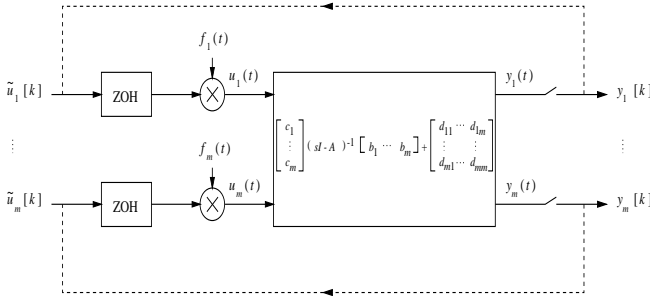 f₁(t)
ũ₁[k] ZOH u₁(t) y₁(t) y₁[k]
⋮ [c₁ ⋮ cₘ] (sI-A)⁻¹ [b₁ ⋯ bₘ] + [d₁₁ ⋯ d₁ₘ ⋮ ⋮ dₘ₁ ⋯ dₘₘ] ⋮
fₘ(t)
ũₘ[k] ZOH uₘ(t) yₘ(t) yₘ[k]